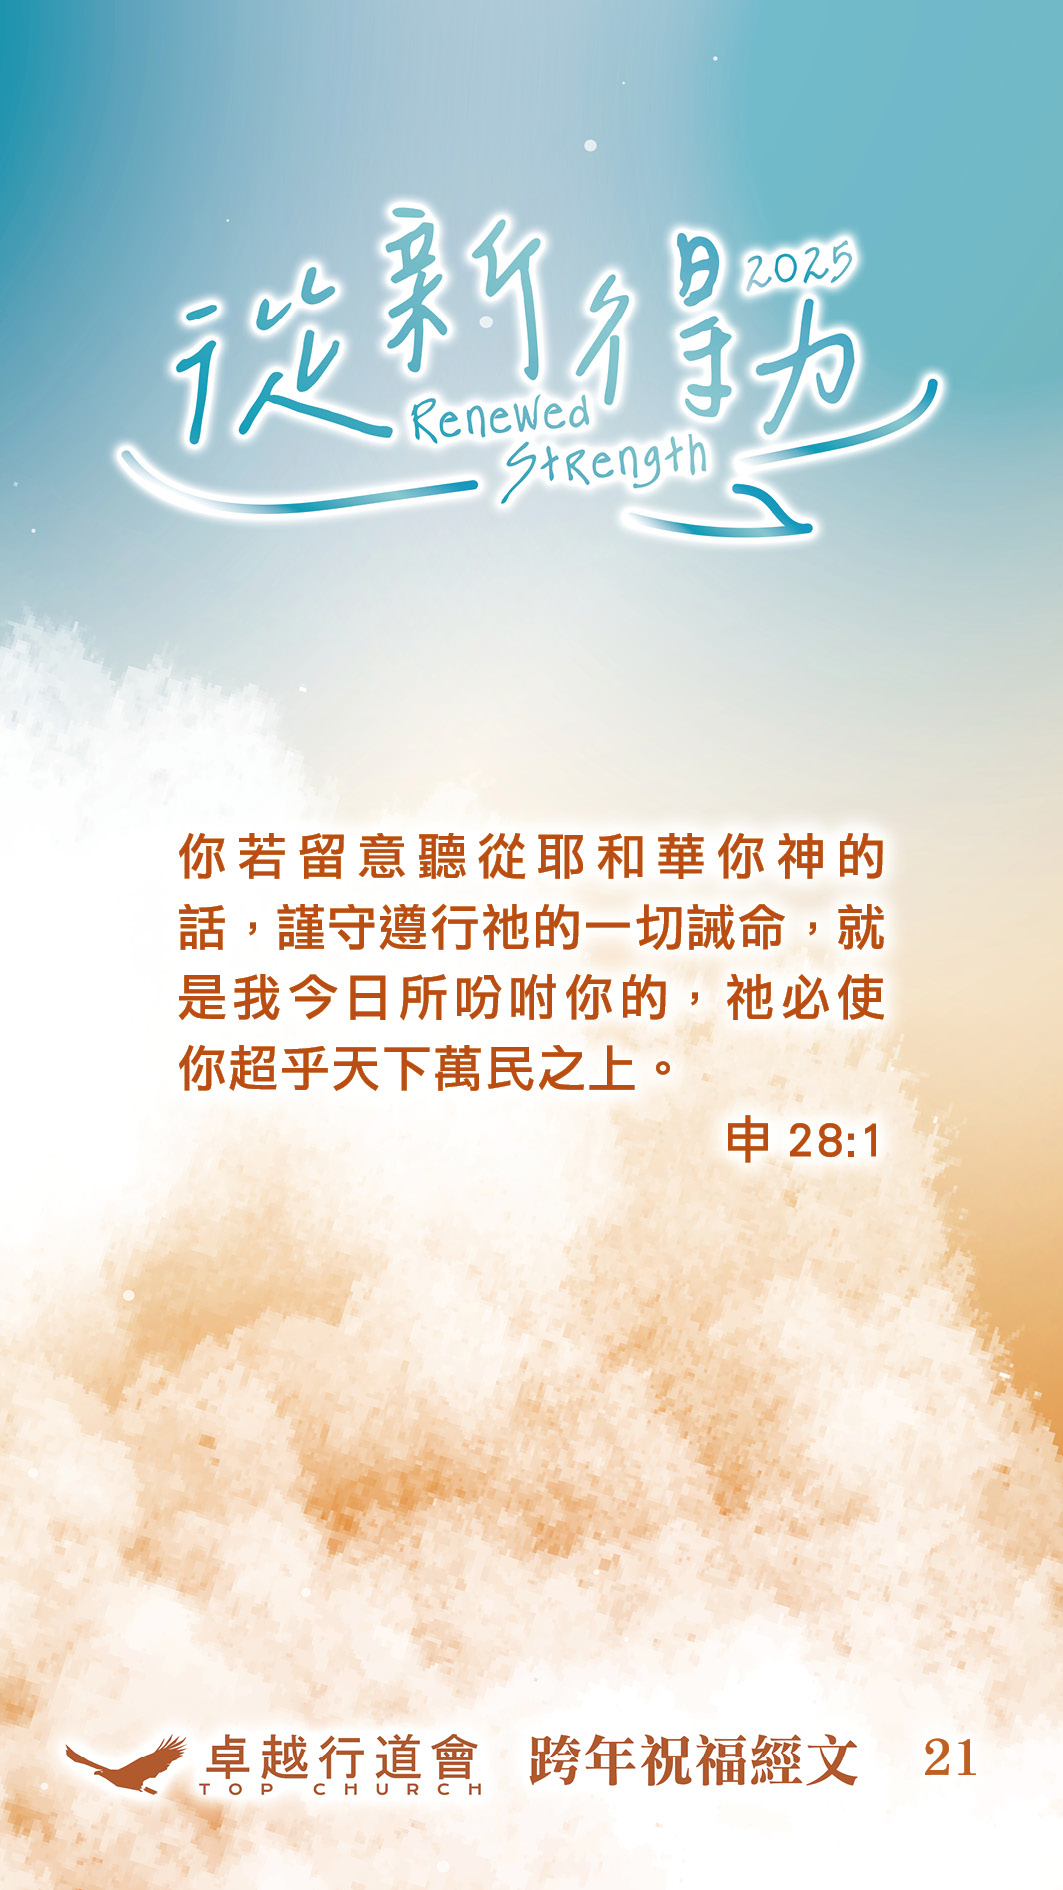 從新得力 2025
Renewed
Strength
你若留意聽從耶和華你神的
話，謹守遵行祂的一切誡命，就
是我今日所吩咐你的，祂必使
你超乎天下萬民之上。
申 28:1
卓越行道會 跨年祝福經文 21
TOP CHURCH